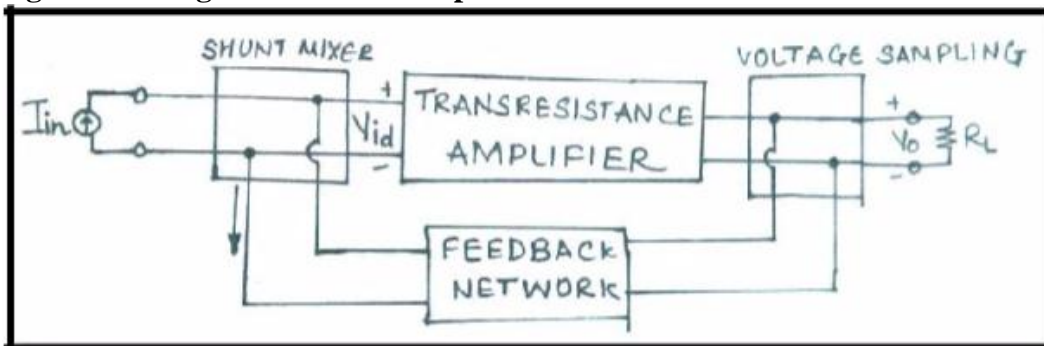 SHUNT MIXER
VOLTAGE SAMPLING
Iin
+
Vid
-
TRANSRESISTANCE
AMPLIFIER
+
Vo
-
RL
FEEDBACK
NETWORK